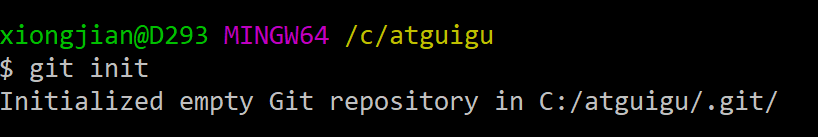 xiongjian@D293 MINGW64 /c/atguigu
$ git init
Initialized empty Git repository in C:/atguigu/.git/